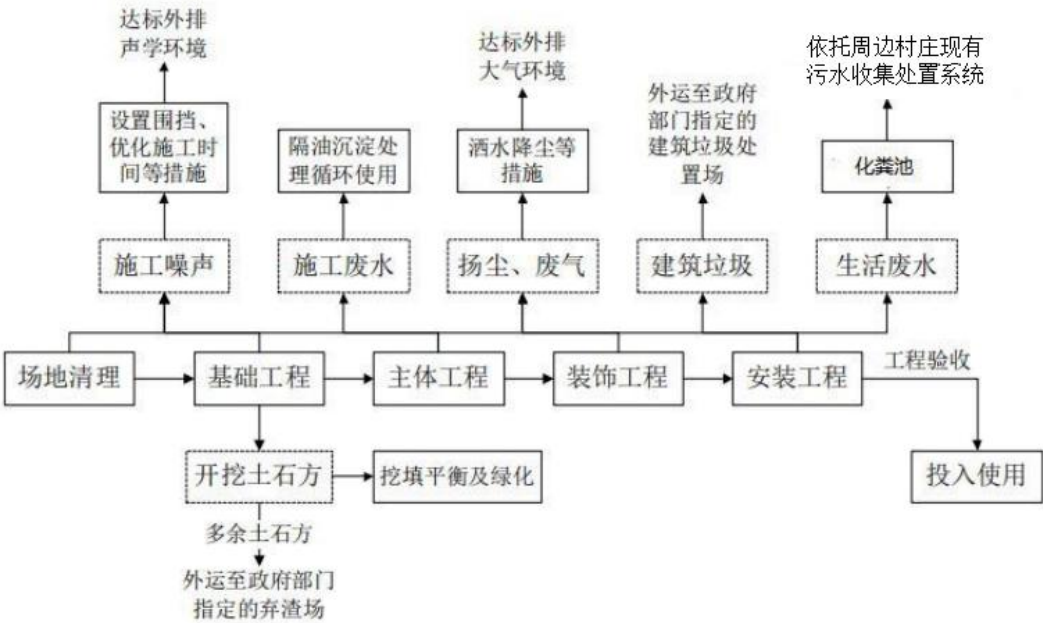 达标外排
声学环境
达标外排
大气环境
依托周边村庄现有
污水收集处置系统
设置围挡、
优化施工时
间等措施
隔油沉淀处
理循环使用
洒水降尘等
措施
外运至政府
部门指定的
建筑垃圾处
置场
化粪池
施工噪声
施工废水
扬尘、废气
建筑垃圾
生活废水
场地清理
基础工程
主体工程
装饰工程
安装工程
工程验收
开挖土石方
挖填平衡及绿化
投入使用
多余土石方
外运至政府部门
指定的弃渣场